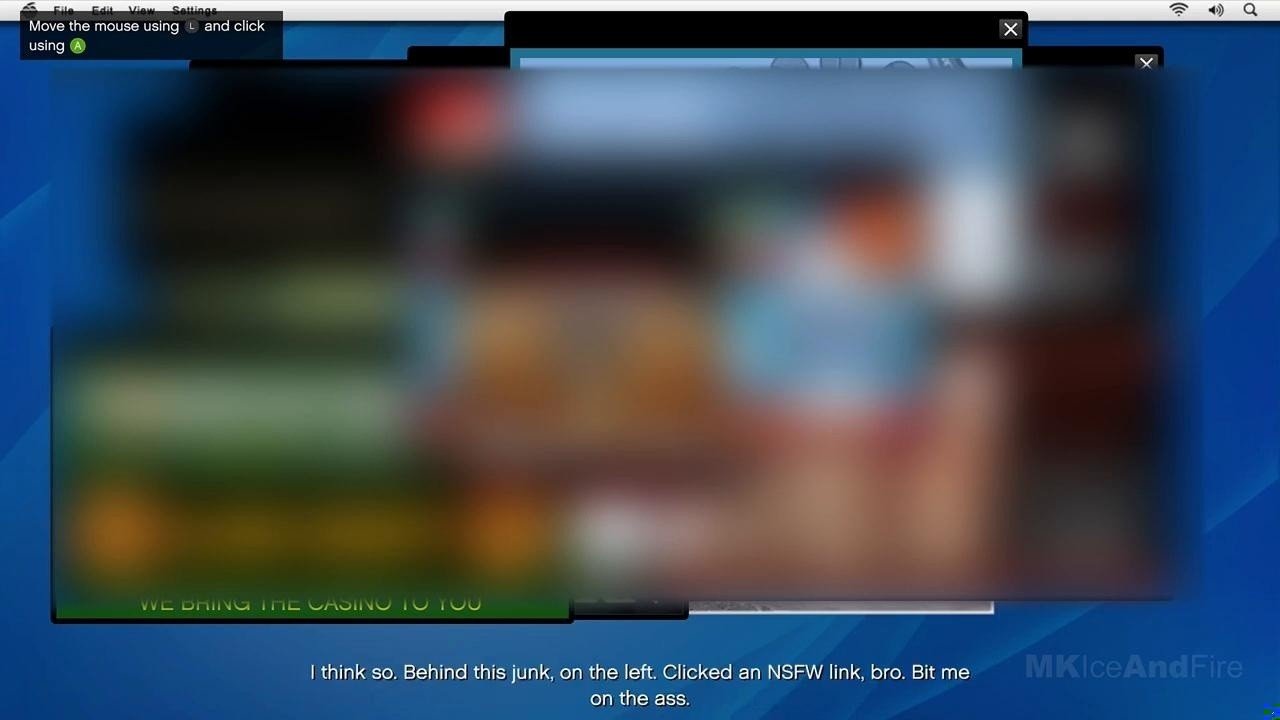 File Edit View Settings
Move the mouse using L and click
using A
WE BRING THE CASINO TO YOU
I think so. Behind this junk, on the left. Clicked an NSFW link, bro. Bit me
on the ass.
MKIceAndFire